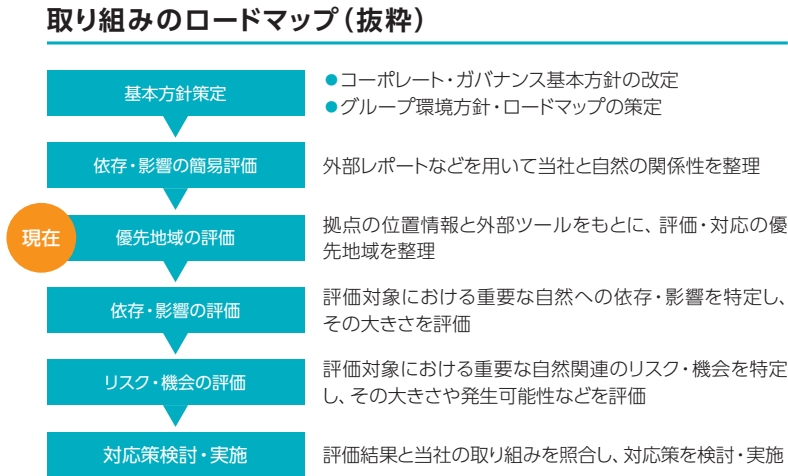 取り組みのロードマップ（抜粋）
基本方針策定
●コーポレート・ガバナンス基本方針の改定
●グループ環境方針・ロードマップの策定
依存・影響の簡易評価
外部レポートなどを用いて当社と自然の関係性を整理
現在
優先地域の評価
拠点の位置情報と外部ツールをもとに、評価・対応の優
先地域を整理
依存・影響の評価
評価対象における重要な自然への依存・影響を特定し、
その大きさを評価
リスク・機会の評価
評価対象における重要な自然関連のリスク・機会を特定
し、その大きさや発生可能性などを評価
対応策検討・実施
評価結果と当社の取り組みを照合し、対応策を検討・実施